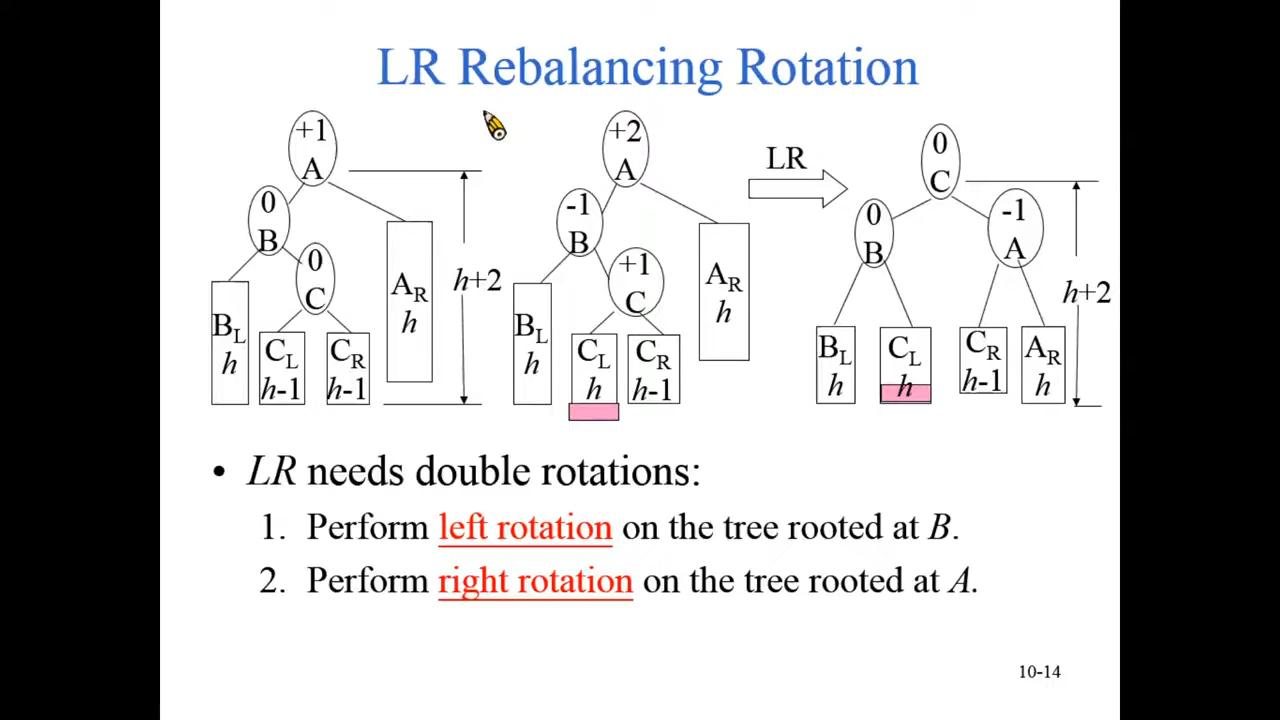 LR Rebalancing Rotation
+1
A
0
B
0
C
B_L
h
C_L
h-1
C_R
h-1
A_R
h
h+2
+2
A
-1
B
+1
C
B_L
h
C_L
h
C_R
h-1
A_R
h
LR
0
C
0
B
-1
A
B_L
h
C_L
h
C_R
h-1
A_R
h
h+2
• LR needs double rotations:
1. Perform left rotation on the tree rooted at B.
2. Perform right rotation on the tree rooted at A.
10-14